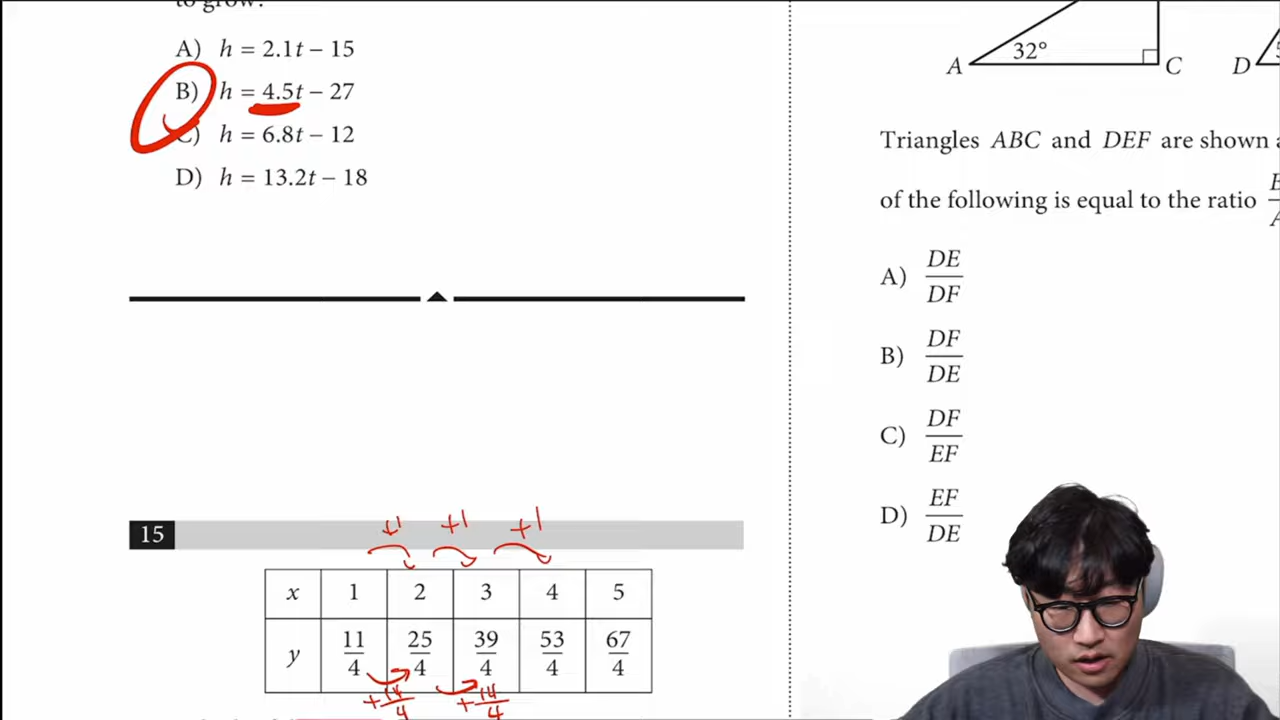 to grow?
A) h = 2.1t – 15
B) h = 4.5t – 27
C) h = 6.8t – 12
D) h = 13.2t – 18
15
+1 +1 +1
x 1 2 3 4 5
y 11/4 25/4 39/4 53/4 67/4
+14/4 +14/4
32°
A C D
Triangles ABC and DEF are shown
of the following is equal to the ratio
A) DE/DF
B) DF/DE
C) DF/EF
D) EF/DE